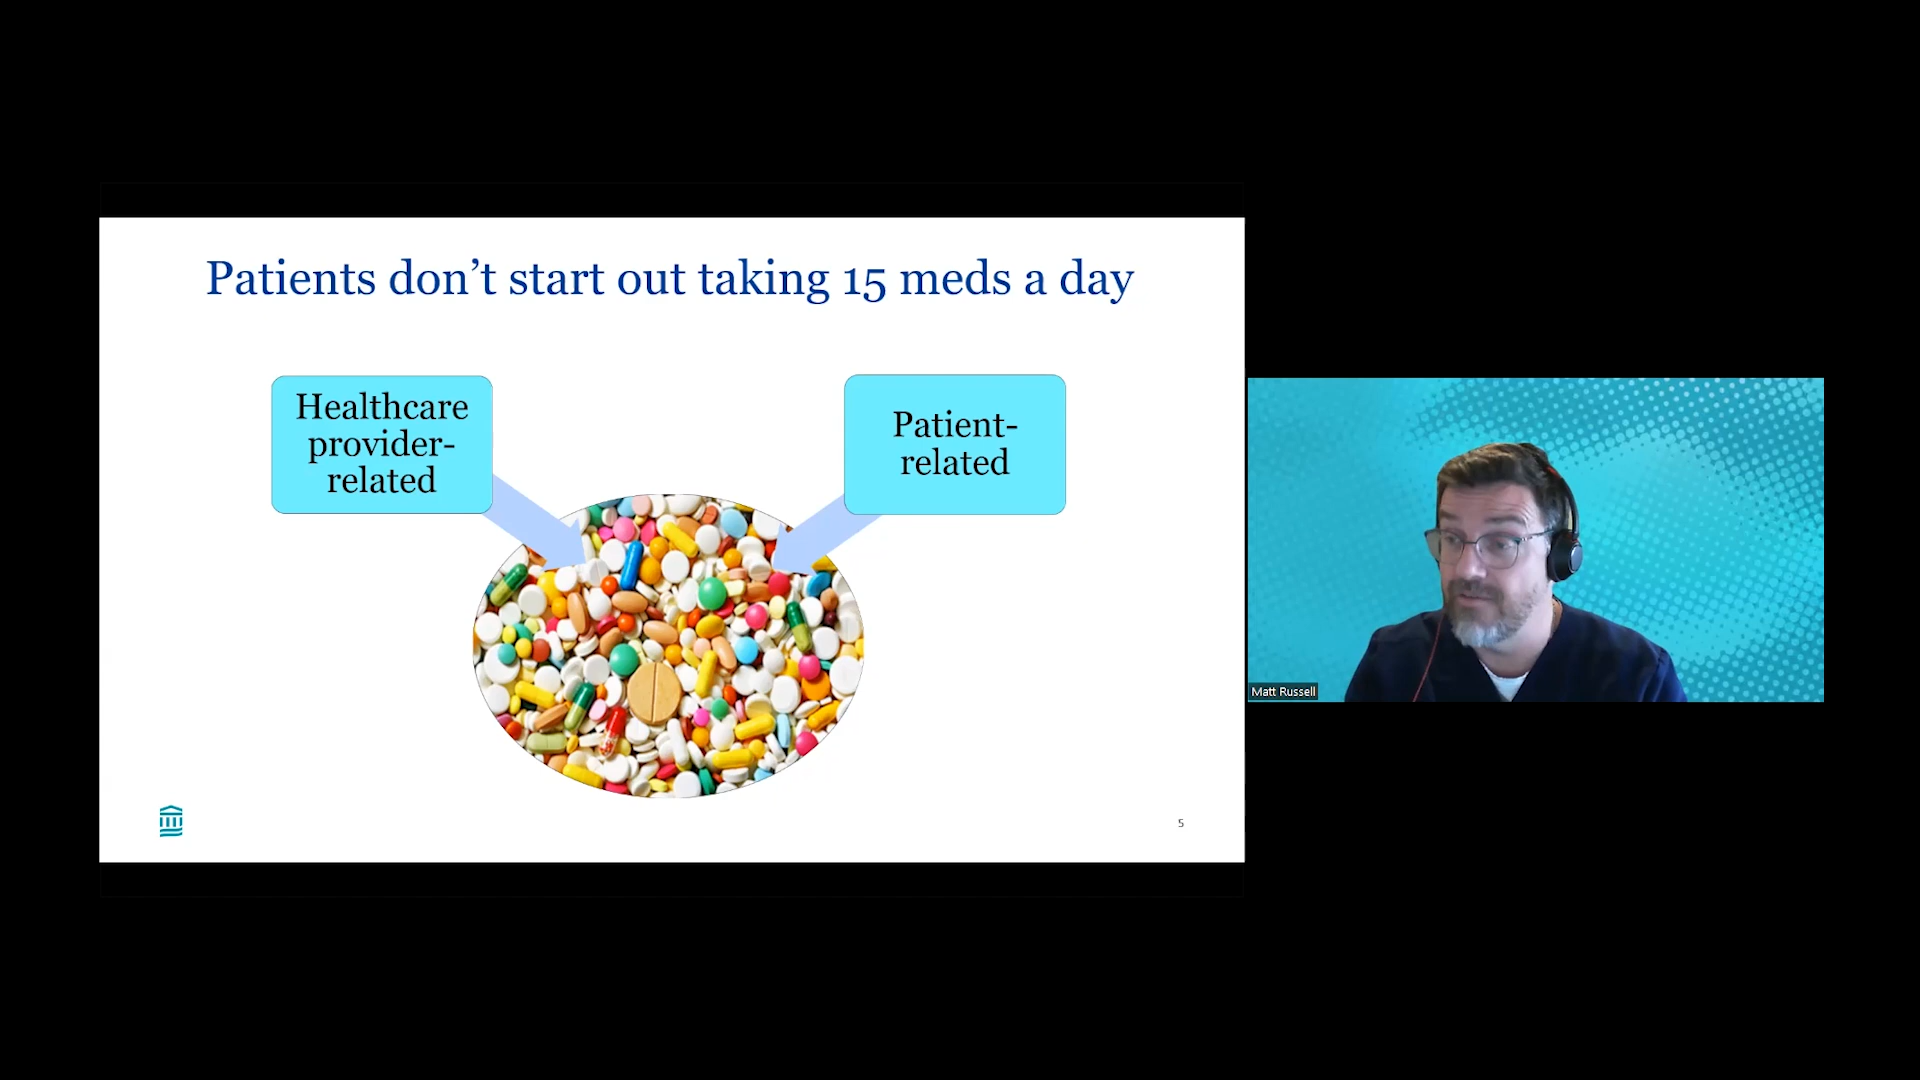 Patients don’t start out taking 15 meds a day
Healthcare
provider-
related
Patient-
related
5
Matt Russell